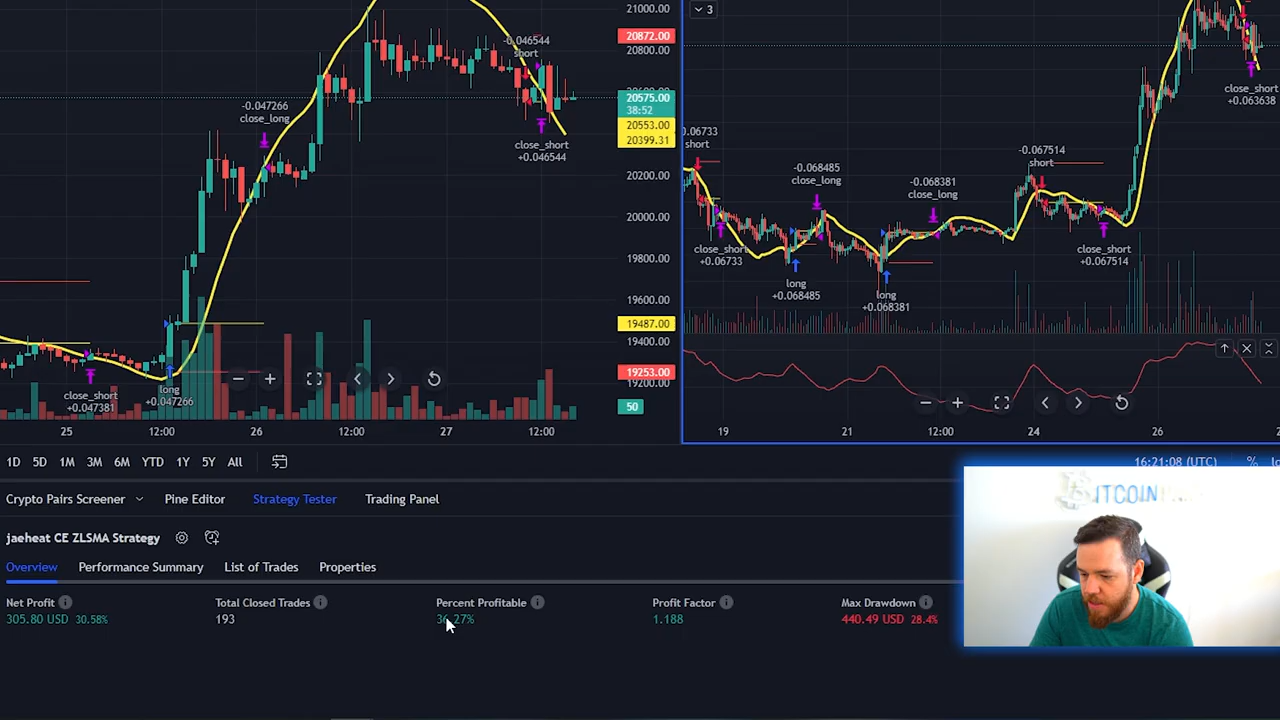 21000.00
20872.00
20800.00
20575.00
38:52
20553.00
20399.31
20200.00
20000.00
19800.00
19600.00
19487.00
19400.00
19253.00
19200.00
50
-0.046544
short
-0.047266
close_long
close_short
+0.046544
close_short
+0.047381
long
+0.047266
25
12:00
26
12:00
27
12:00
3
0.06733
short
close_short
+0.06733
-0.068485
close_long
long
+0.068485
-0.068381
close_long
long
+0.068381
-0.067514
short
close_short
+0.067514
close_short
+0.063638
19
21
12:00
24
26
1D 5D 1M 3M 6M YTD 1Y 5Y All
16:21:08 (UTC) %
Crypto Pairs Screener Pine Editor Strategy Tester Trading Panel
jaeheat CE ZLSMA Strategy
Overview Performance Summary List of Trades Properties
Net Profit Total Closed Trades Percent Profitable Profit Factor Max Drawdown
305.80 USD 30.58% 193 36.27% 1.188 440.49 USD 28.4%